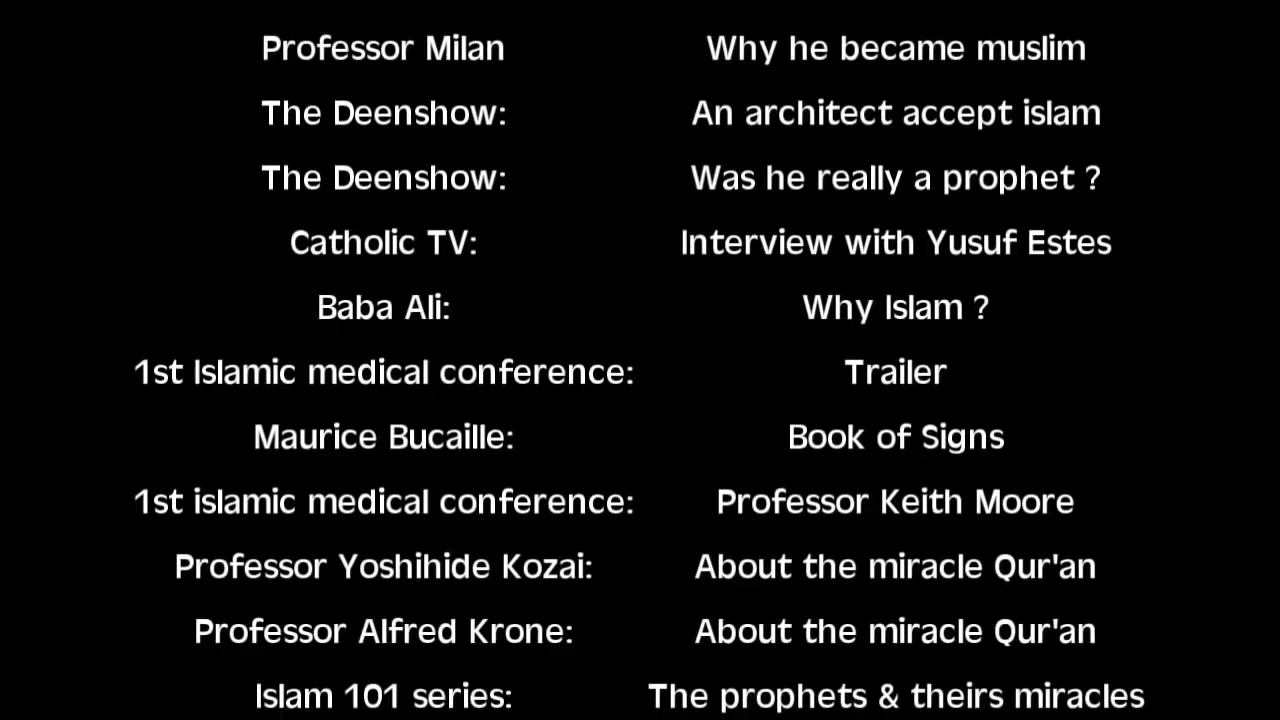 Professor Milan Why he became muslim
The Deenshow: An architect accept islam
The Deenshow: Was he really a prophet ?
Catholic TV: Interview with Yusuf Estes
Baba Ali: Why Islam ?
1st Islamic medical conference: Trailer
Maurice Bucaille: Book of Signs
1st islamic medical conference: Professor Keith Moore
Professor Yoshihide Kozai: About the miracle Qur'an
Professor Alfred Krone: About the miracle Qur'an
Islam 101 series: The prophets & theirs miracles